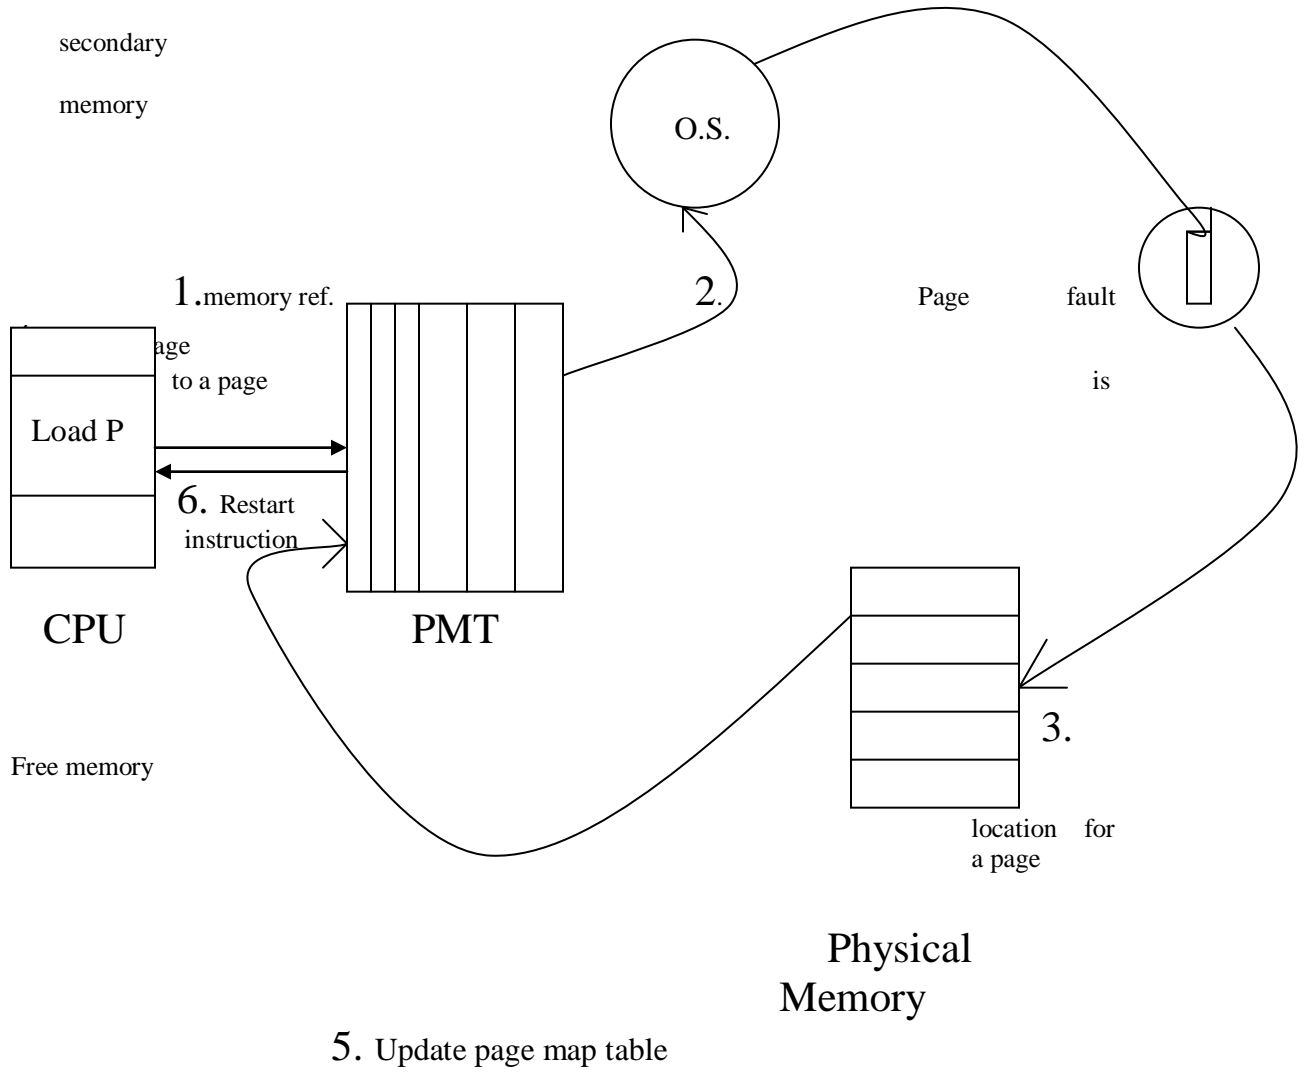 secondary
memory
O.S.
1.memory ref.
2.
Page fault
age
to a page
is
Load P
6. Restart
instruction
CPU
PMT
3.
Free memory
location for
a page
Physical
Memory
5. Update page map table